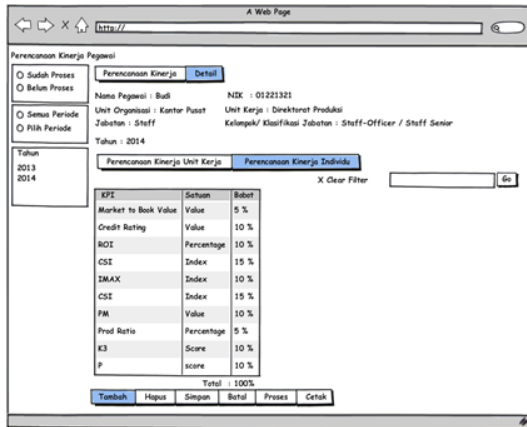 A Web Page
http://
Perencanaan Kinerja Pegawai
Sudah Proses
Belum Proses
Semua Periode
Pilih Periode
Tahun
2013
2014
Perencanaan Kinerja Detail
Nama Pegawai : Budi NIK : 01221321
Unit Organisasi : Kantor Pusat Unit Kerja : Direktorat Produksi
Jabatan : Staff Kelompok/ Klasifikasi Jabatan : Staff-Officer / Staff Senior
Tahun : 2014
Perencanaan Kinerja Unit Kerja Perencanaan Kinerja Individu
X Clear Filter Go
KPI Satuan Bobot
Market to Book Value Value 5 %
Credit Rating Value 10 %
ROI Percentage 10 %
CSI Index 15 %
IMAX Index 10 %
CSI Index 15 %
PM Value 10 %
Prod Ratio Percentage 5 %
K3 Score 10 %
P score 10 %
Total : 100%
Tambah Hapus Simpan Batal Proses Cetak